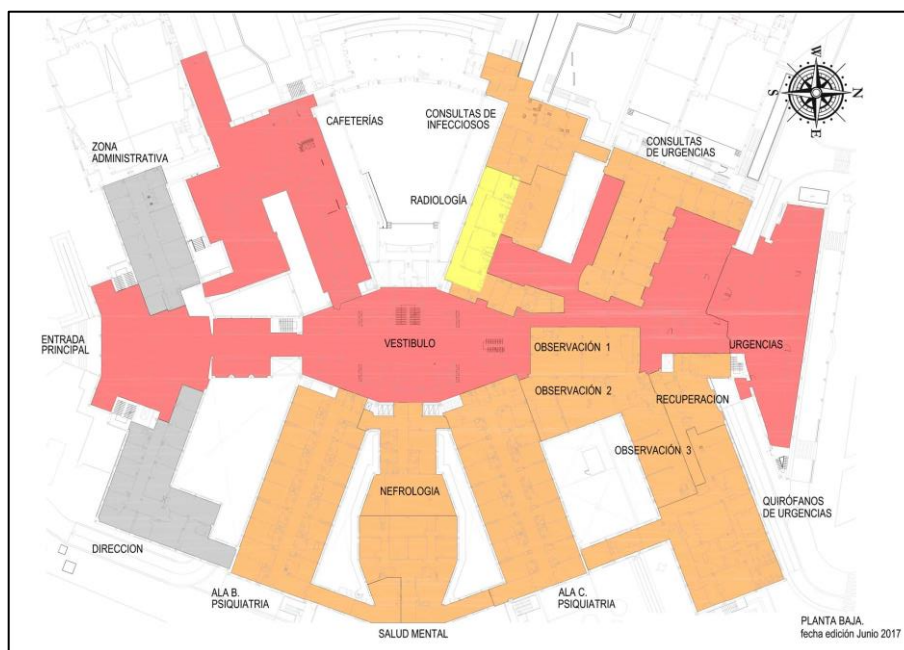 W
S
N
E
CAFETERÍAS
CONSULTAS DE
INFECCIOSOS
CONSULTAS
DE URGENCIAS
ZONA
ADMINISTRATIVA
RADIOLOGÍA
ENTRADA
PRINCIPAL
VESTIBULO
OBSERVACIÓN 1
URGENCIAS
OBSERVACIÓN 2
RECUPERACION
OBSERVACIÓN 3
NEFROLOGIA
QUIRÓFANOS
DE URGENCIAS
DIRECCION
ALA B.
PSIQUIATRIA
ALA C.
PSIQUIATRIA
SALUD MENTAL
PLANTA BAJA.
fecha edición Junio 2017